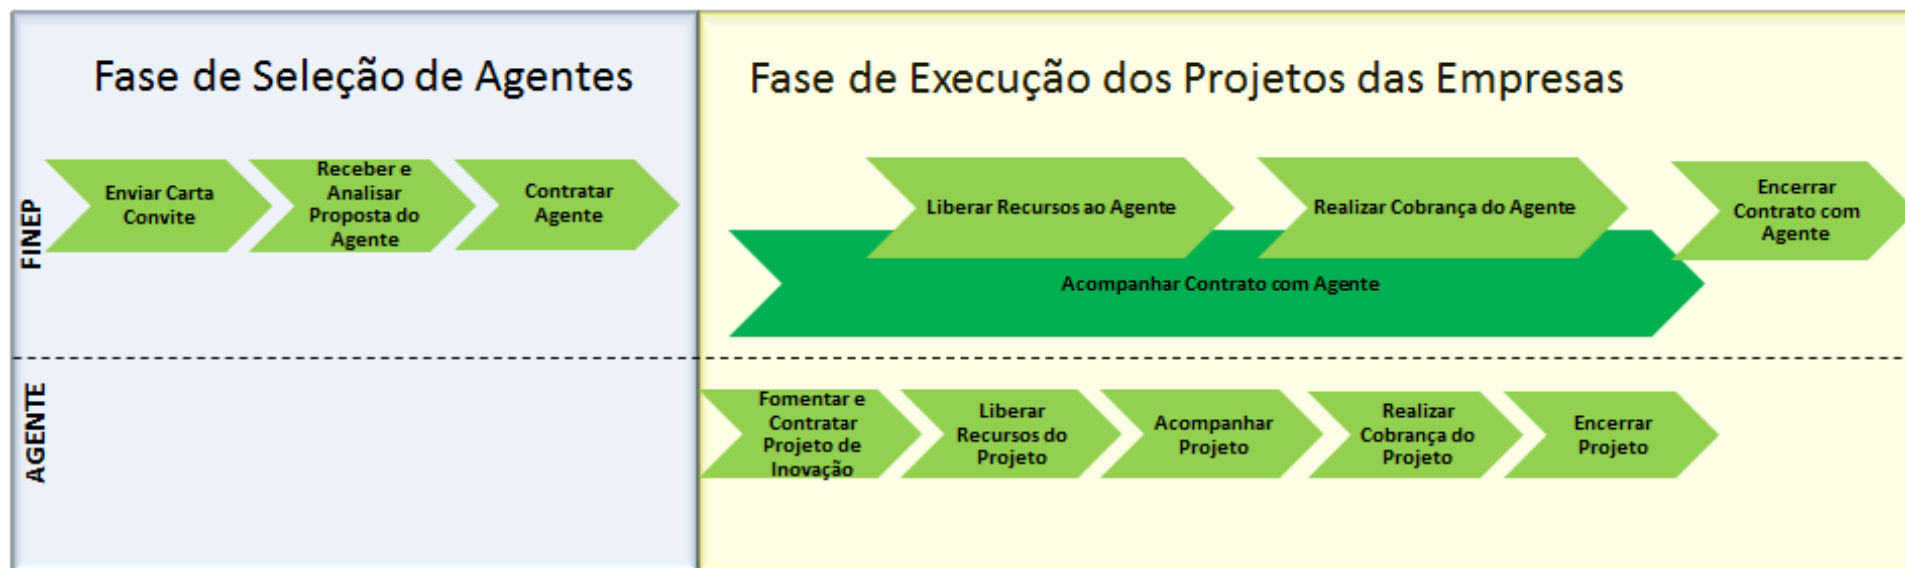 Fase de Seleção de Agentes
Fase de Execução dos Projetos das Empresas
FINEP
Enviar Carta
Convite
Receber e
Analisar
Proposta do
Agente
Contratar
Agente
Liberar Recursos ao Agente
Realizar Cobrança do Agente
Encerrar
Contrato com
Agente
Acompanhar Contrato com Agente
AGENTE
Fomentar e
Contratar
Projeto de
Inovação
Liberar
Recursos do
Projeto
Acompanhar
Projeto
Realizar
Cobrança do
Projeto
Encerrar
Projeto